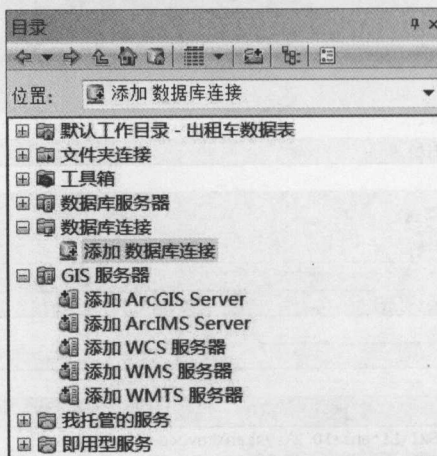 目录
位置: 添加 数据库连接
默认工作目录 - 出租车数据表
文件夹连接
工具箱
数据库服务器
数据库连接
添加 数据库连接
GIS 服务器
添加 ArcGIS Server
添加 ArcIMS Server
添加 WCS 服务器
添加 WMS 服务器
添加 WMTS 服务器
我托管的服务
即用型服务